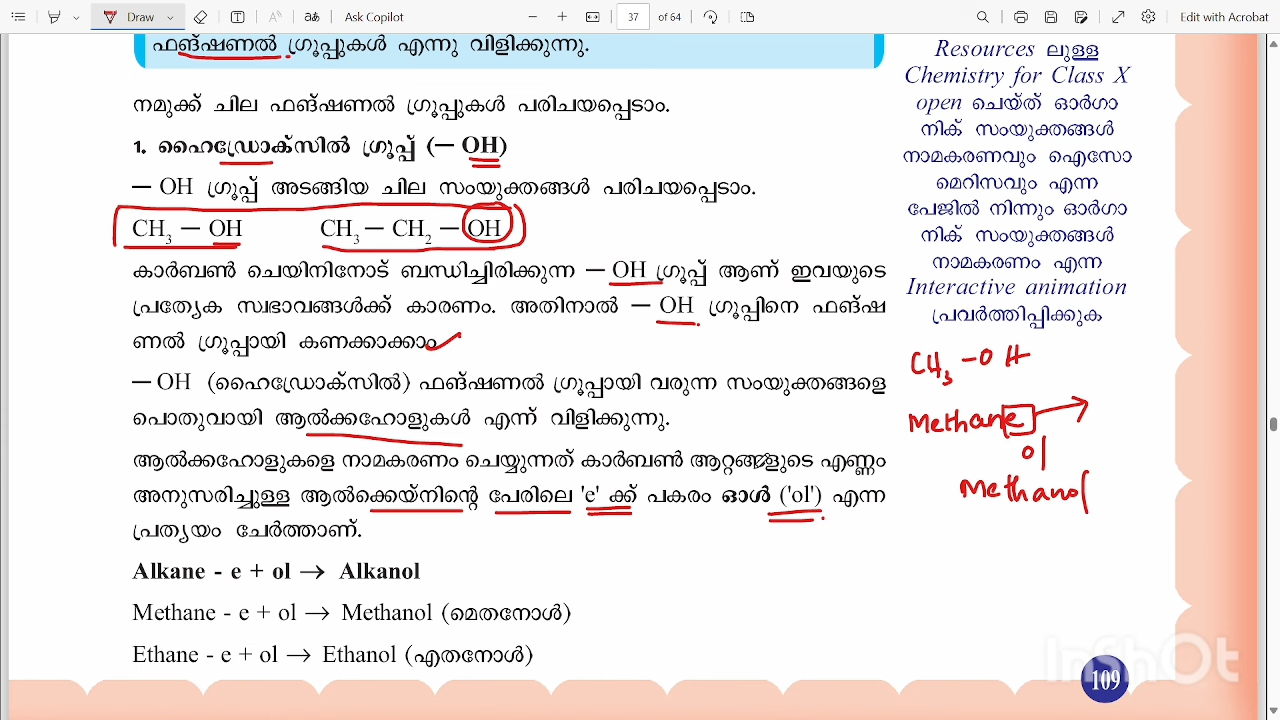 Draw
A
aあ
Ask Copilot
37 of 64
Edit with Acrobat
ഫങ്ഷണൽ ഗ്രൂപ്പുകൾ എന്നു വിളിക്കുന്നു.
നമുക്ക് ചില ഫങ്ഷണൽ ഗ്രൂപ്പുകൾ പരിചയപ്പെടാം.
1. ഹൈഡ്രോക്സിൽ ഗ്രൂപ്പ് (— OH)
— OH ഗ്രൂപ്പ് അടങ്ങിയ ചില സംയുക്തങ്ങൾ പരിചയപ്പെടാം.
CH₃ — OH CH₃ — CH₂ — OH
കാർബൺ ചെയിനിനോട് ബന്ധിച്ചിരിക്കുന്ന — OH ഗ്രൂപ്പ് ആണ് ഇവയുടെ
പ്രത്യേക സ്വഭാവങ്ങൾക്ക് കാരണം. അതിനാൽ — OH ഗ്രൂപ്പിനെ ഫങ്ഷ
ണൽ ഗ്രൂപ്പായി കണക്കാക്കാം
— OH (ഹൈഡ്രോക്സിൽ) ഫങ്ഷണൽ ഗ്രൂപ്പായി വരുന്ന സംയുക്തങ്ങളെ
പൊതുവായി ആൽക്കഹോളുകൾ എന്ന് വിളിക്കുന്നു.
ആൽക്കഹോളുകളെ നാമകരണം ചെയ്യുന്നത് കാർബൺ ആറ്റങ്ങളുടെ എണ്ണം
അനുസരിച്ചുള്ള ആൽക്കെയ്നിന്റെ പേരിലെ 'e' ക്ക് പകരം ഓൾ ('ol') എന്ന
പ്രത്യയം ചേർത്താണ്.
Alkane - e + ol → Alkanol
Methane - e + ol → Methanol (മെതനോൾ)
Ethane - e + ol → Ethanol (എതനോൾ)
Resources ലുള്ള
Chemistry for Class X
open ചെയ്ത് ഓർഗാ
നിക് സംയുക്തങ്ങൾ
നാമകരണവും ഐസോ
മെറിസവും എന്ന
പേജിൽ നിന്നും ഓർഗാ
നിക് സംയുക്തങ്ങൾ
നാമകരണം എന്ന
Interactive animation
പ്രവർത്തിപ്പിക്കുക
CH₃ – OH
Methane
ol
Methanol
InShOt
109